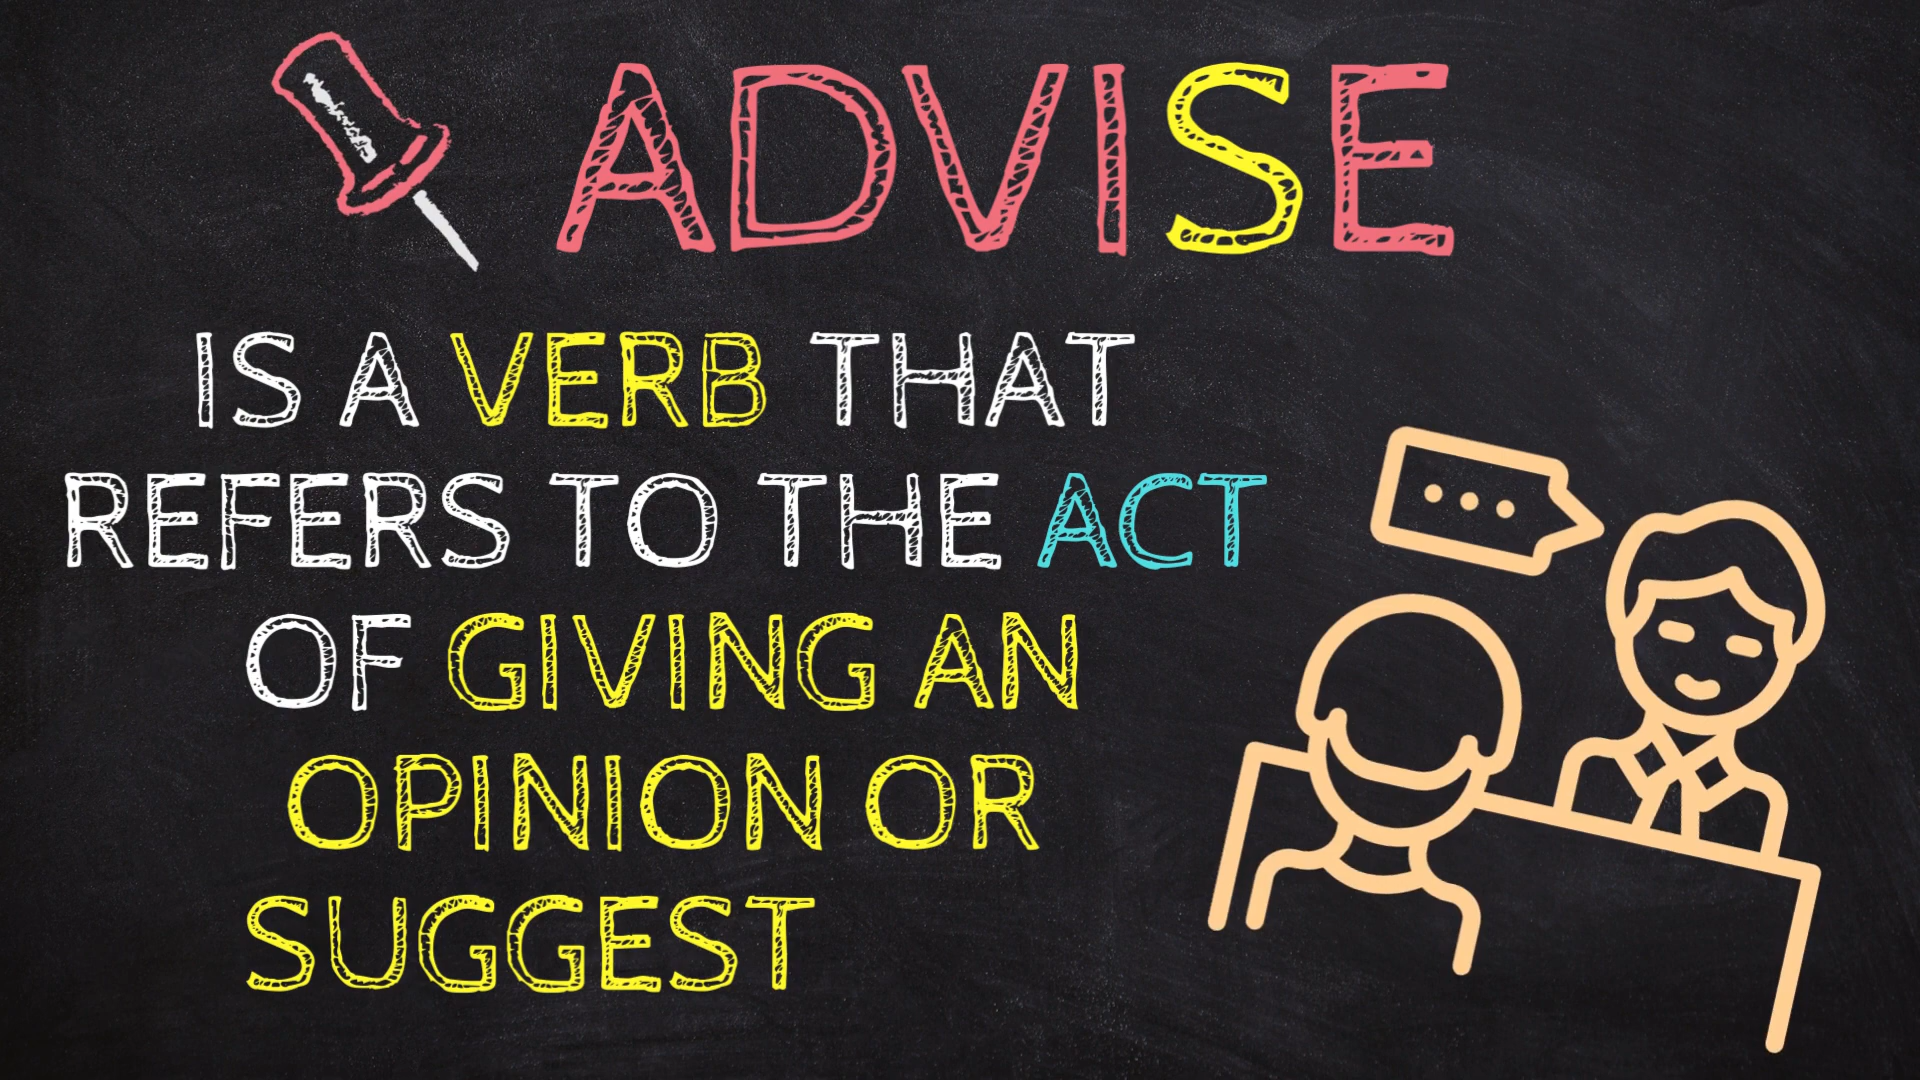 ADVISE
IS A VERB THAT
REFERS TO THE ACT
OF GIVING AN
OPINION OR
SUGGEST